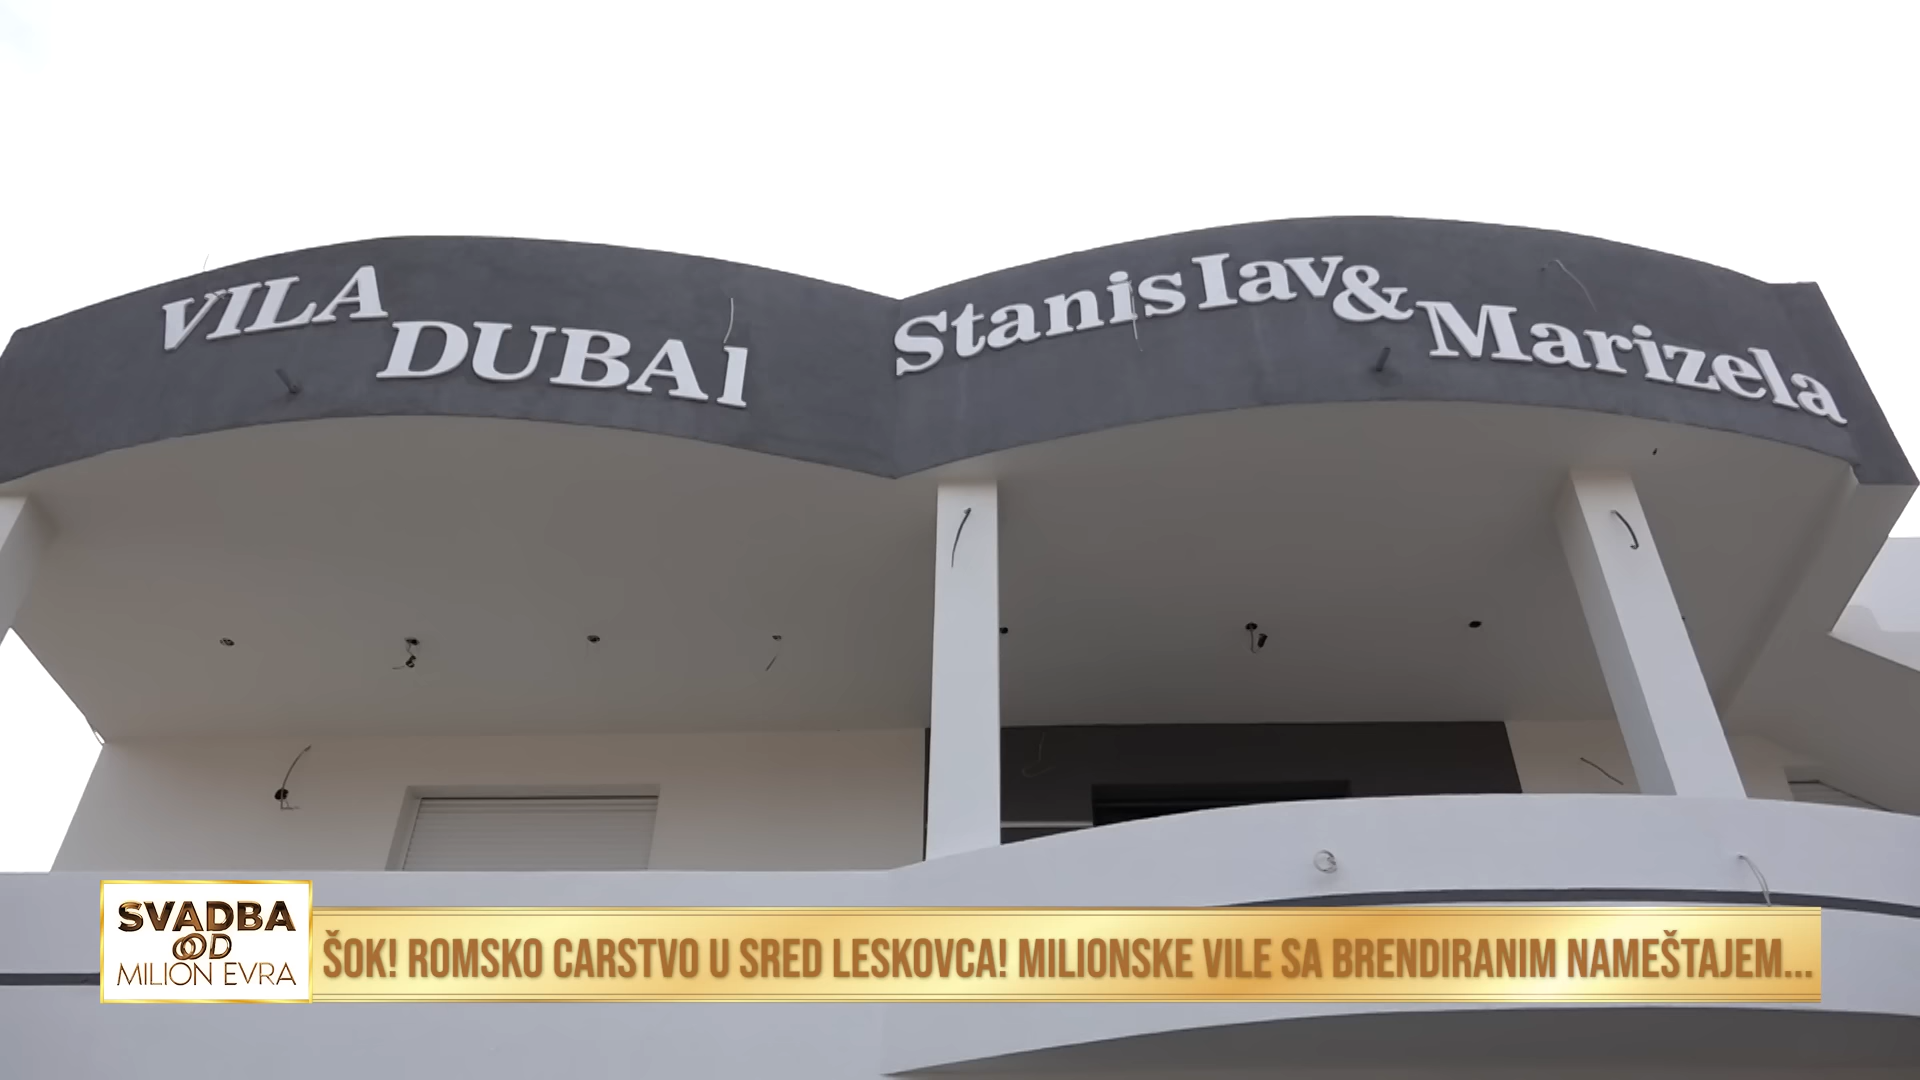 VILA
DUBAI
Stanislav & Marizela
SVADBA
OD
MILION EVRA
ŠOK! ROMSKO CARSTVO U SRED LESKOVCA! MILIONSKE VILE SA BRENDIRANIM NAMEŠTAJEM...